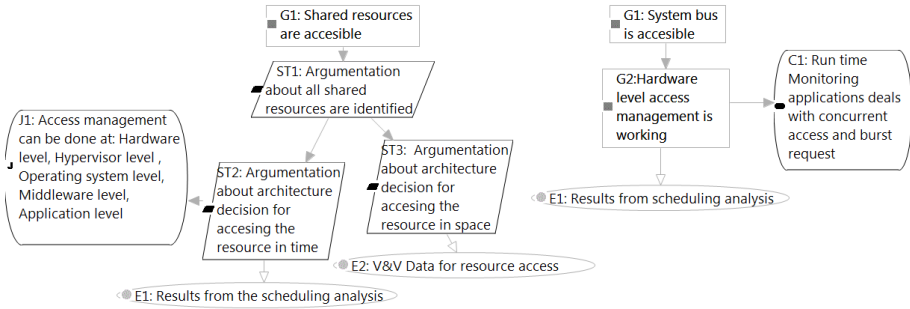 G1: Shared resources
are accesible
ST1: Argumentation
about all shared
resources are identified
J1: Access management
can be done at: Hardware
level, Hypervisor level ,
Operating system level,
Middleware level,
Application level
ST2: Argumentation
about architecture
decision for
accesing the
resource in time
ST3:  Argumentation
about architecture
decision for
accesing the
resource in space
E2: V&V Data for resource access
E1: Results from the scheduling analysis
G1: System bus
is accesible
G2:Hardware
level access
management is
working
C1: Run time
Monitoring
applications deals
with concurrent
access and burst
request
E1: Results from scheduling analysis